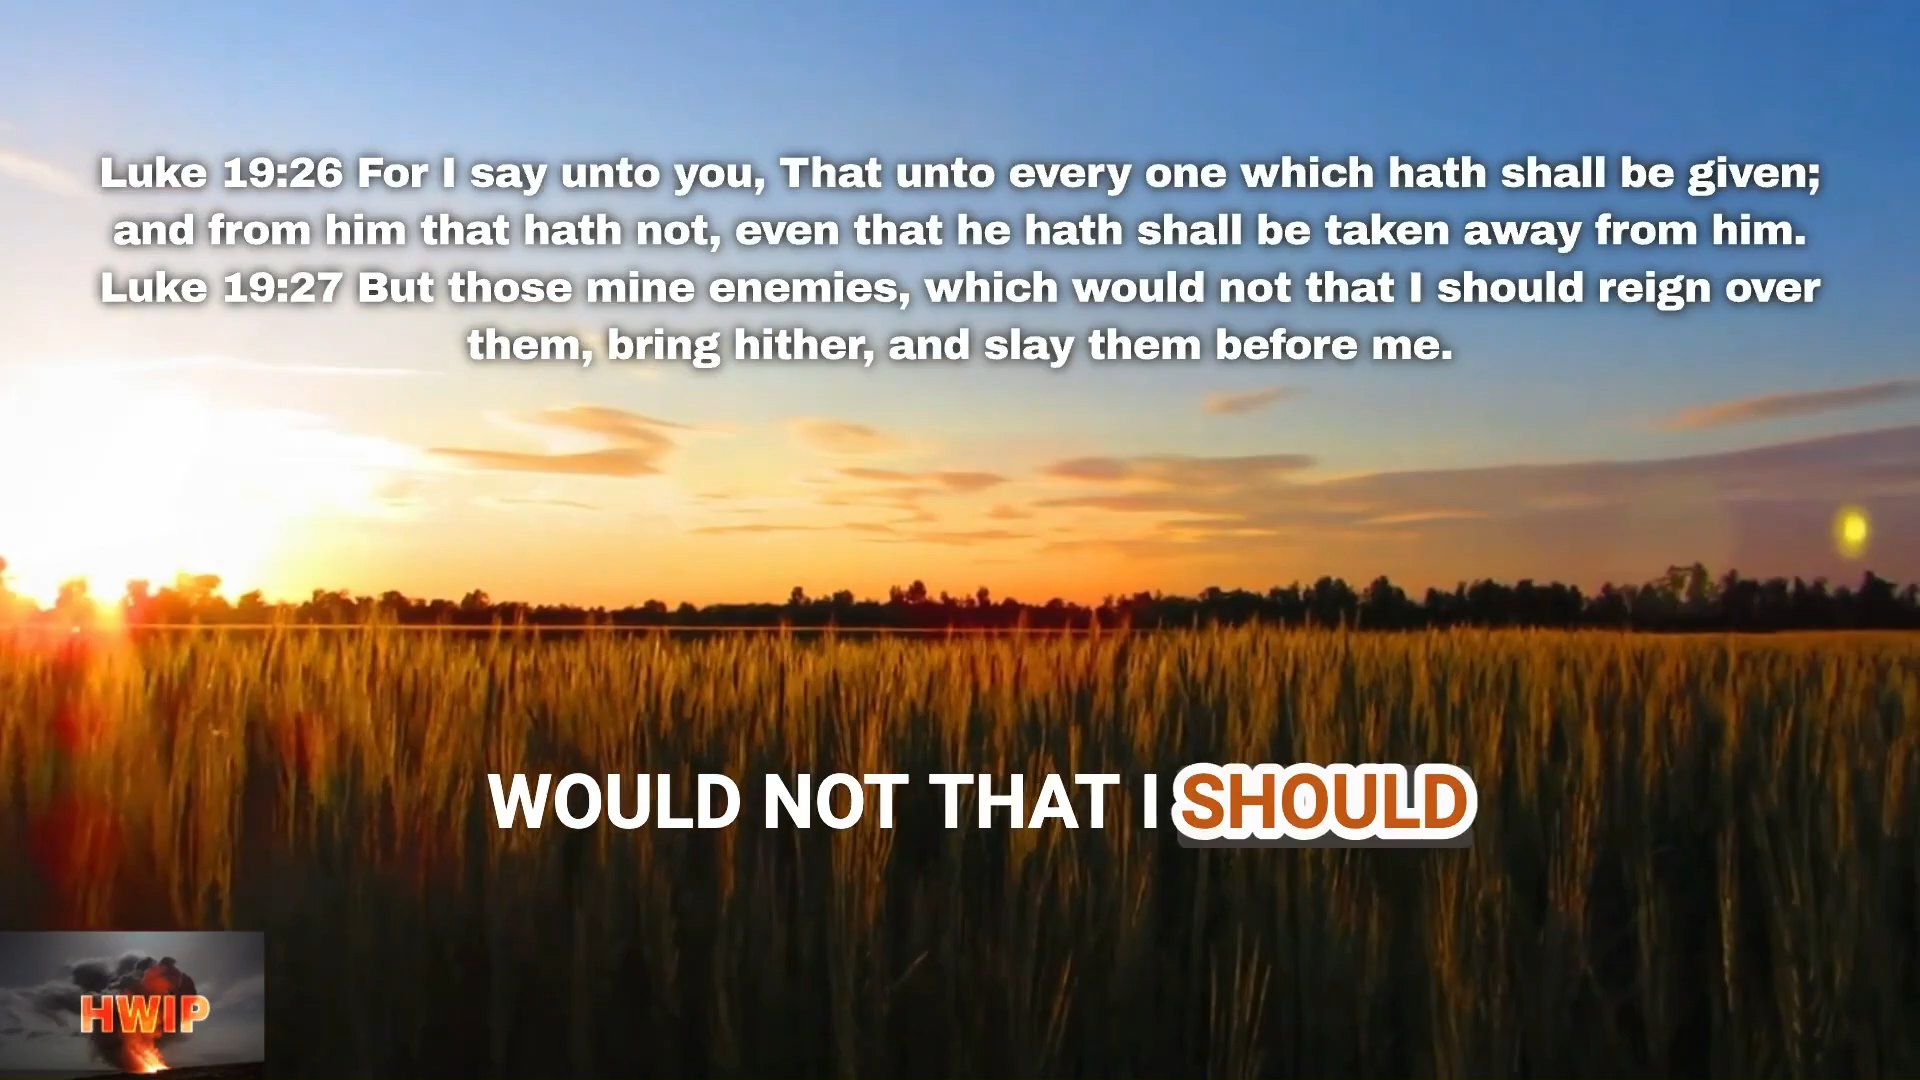 Luke 19:26 For I say unto you, That unto every one which hath shall be given;
and from him that hath not, even that he hath shall be taken away from him.
Luke 19:27 But those mine enemies, which would not that I should reign over
them, bring hither, and slay them before me.
WOULD NOT THAT I SHOULD
HWIP